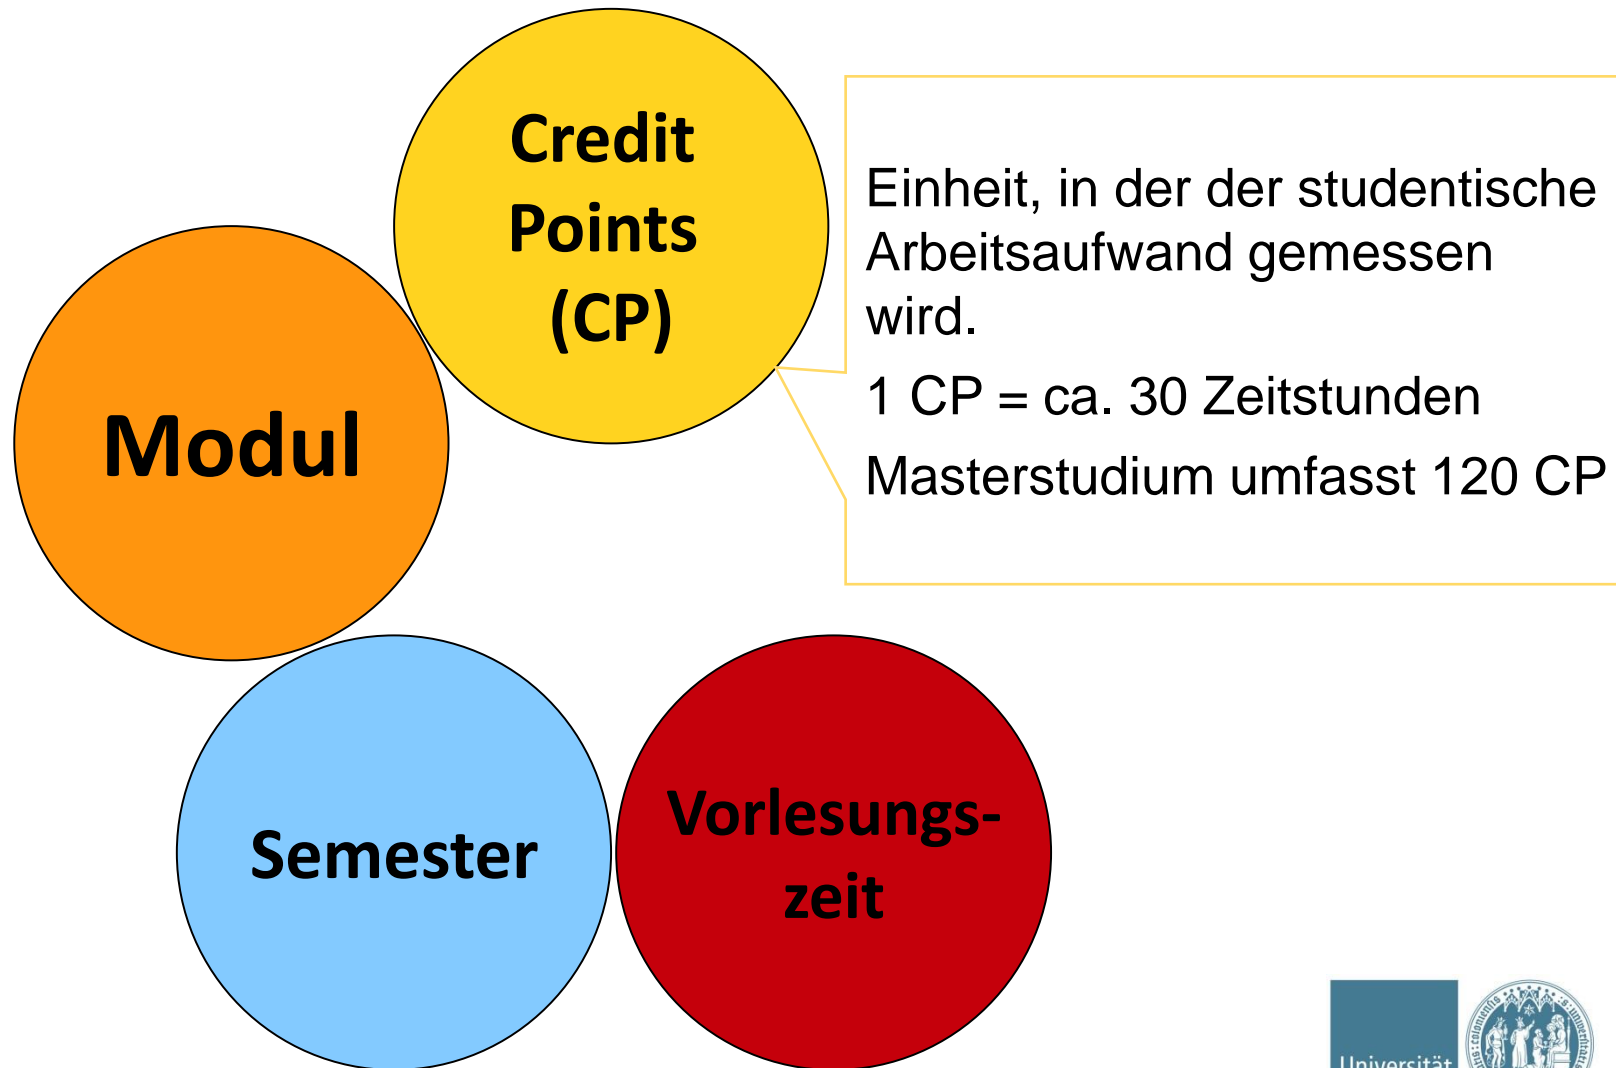 Credit
Points
(CP)
Einheit, in der der studentische
Arbeitsaufwand gemessen
wird.
1 CP = ca. 30 Zeitstunden
Masterstudium umfasst 120 CP
Modul
Semester
Vorlesungs-
zeit
Universität